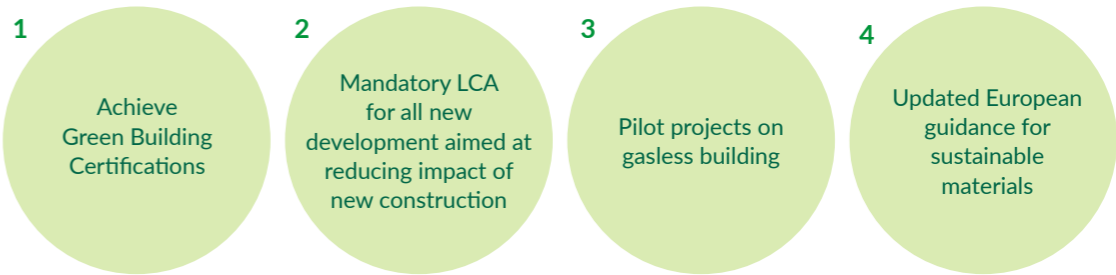 1
Achieve
Green Building
Certifications
2
Mandatory LCA
for all new
development aimed at
reducing impact of
new construction
3
Pilot projects on
gasless building
4
Updated European
guidance for
sustainable
materials